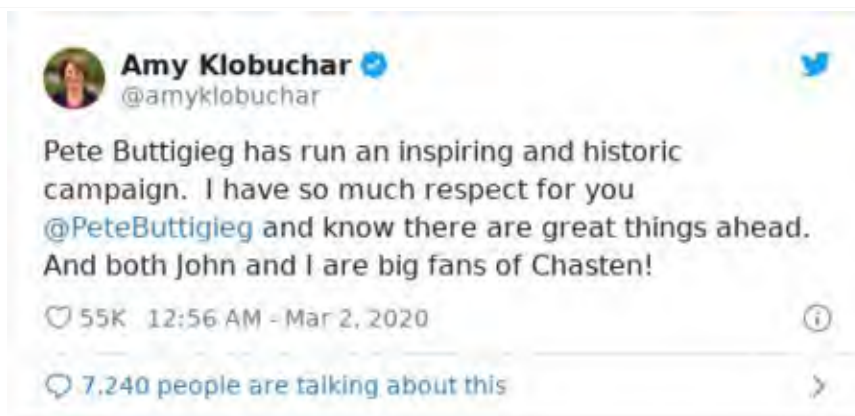 Amy Klobuchar
@amyklobuchar
Pete Buttigieg has run an inspiring and historic
campaign. I have so much respect for you
@PeteButtigieg and know there are great things ahead.
And both John and I are big fans of Chasten!
55K 12:56 AM - Mar 2, 2020
7,240 people are talking about this